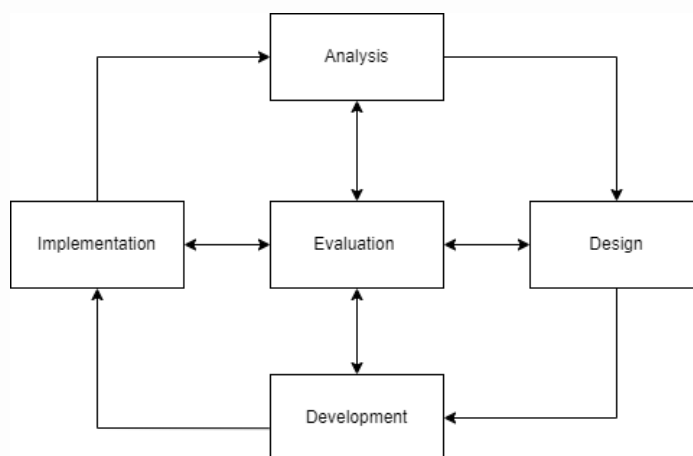 Analysis
Implementation
Evaluation
Design
Development